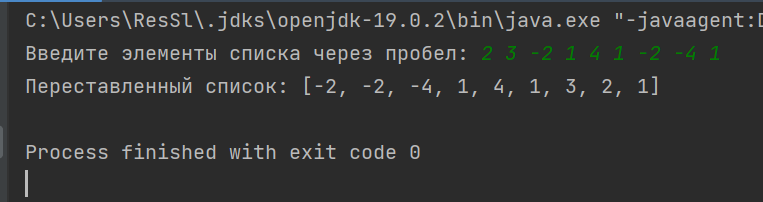 C:\Users\ResSl\.jdks\openjdk-19.0.2\bin\java.exe "-javaagent:D
Введите элементы списка через пробел: 2 3 -2 1 4 1 -2 -4 1
Переставленный список: [-2, -2, -4, 1, 4, 1, 3, 2, 1]
Process finished with exit code 0